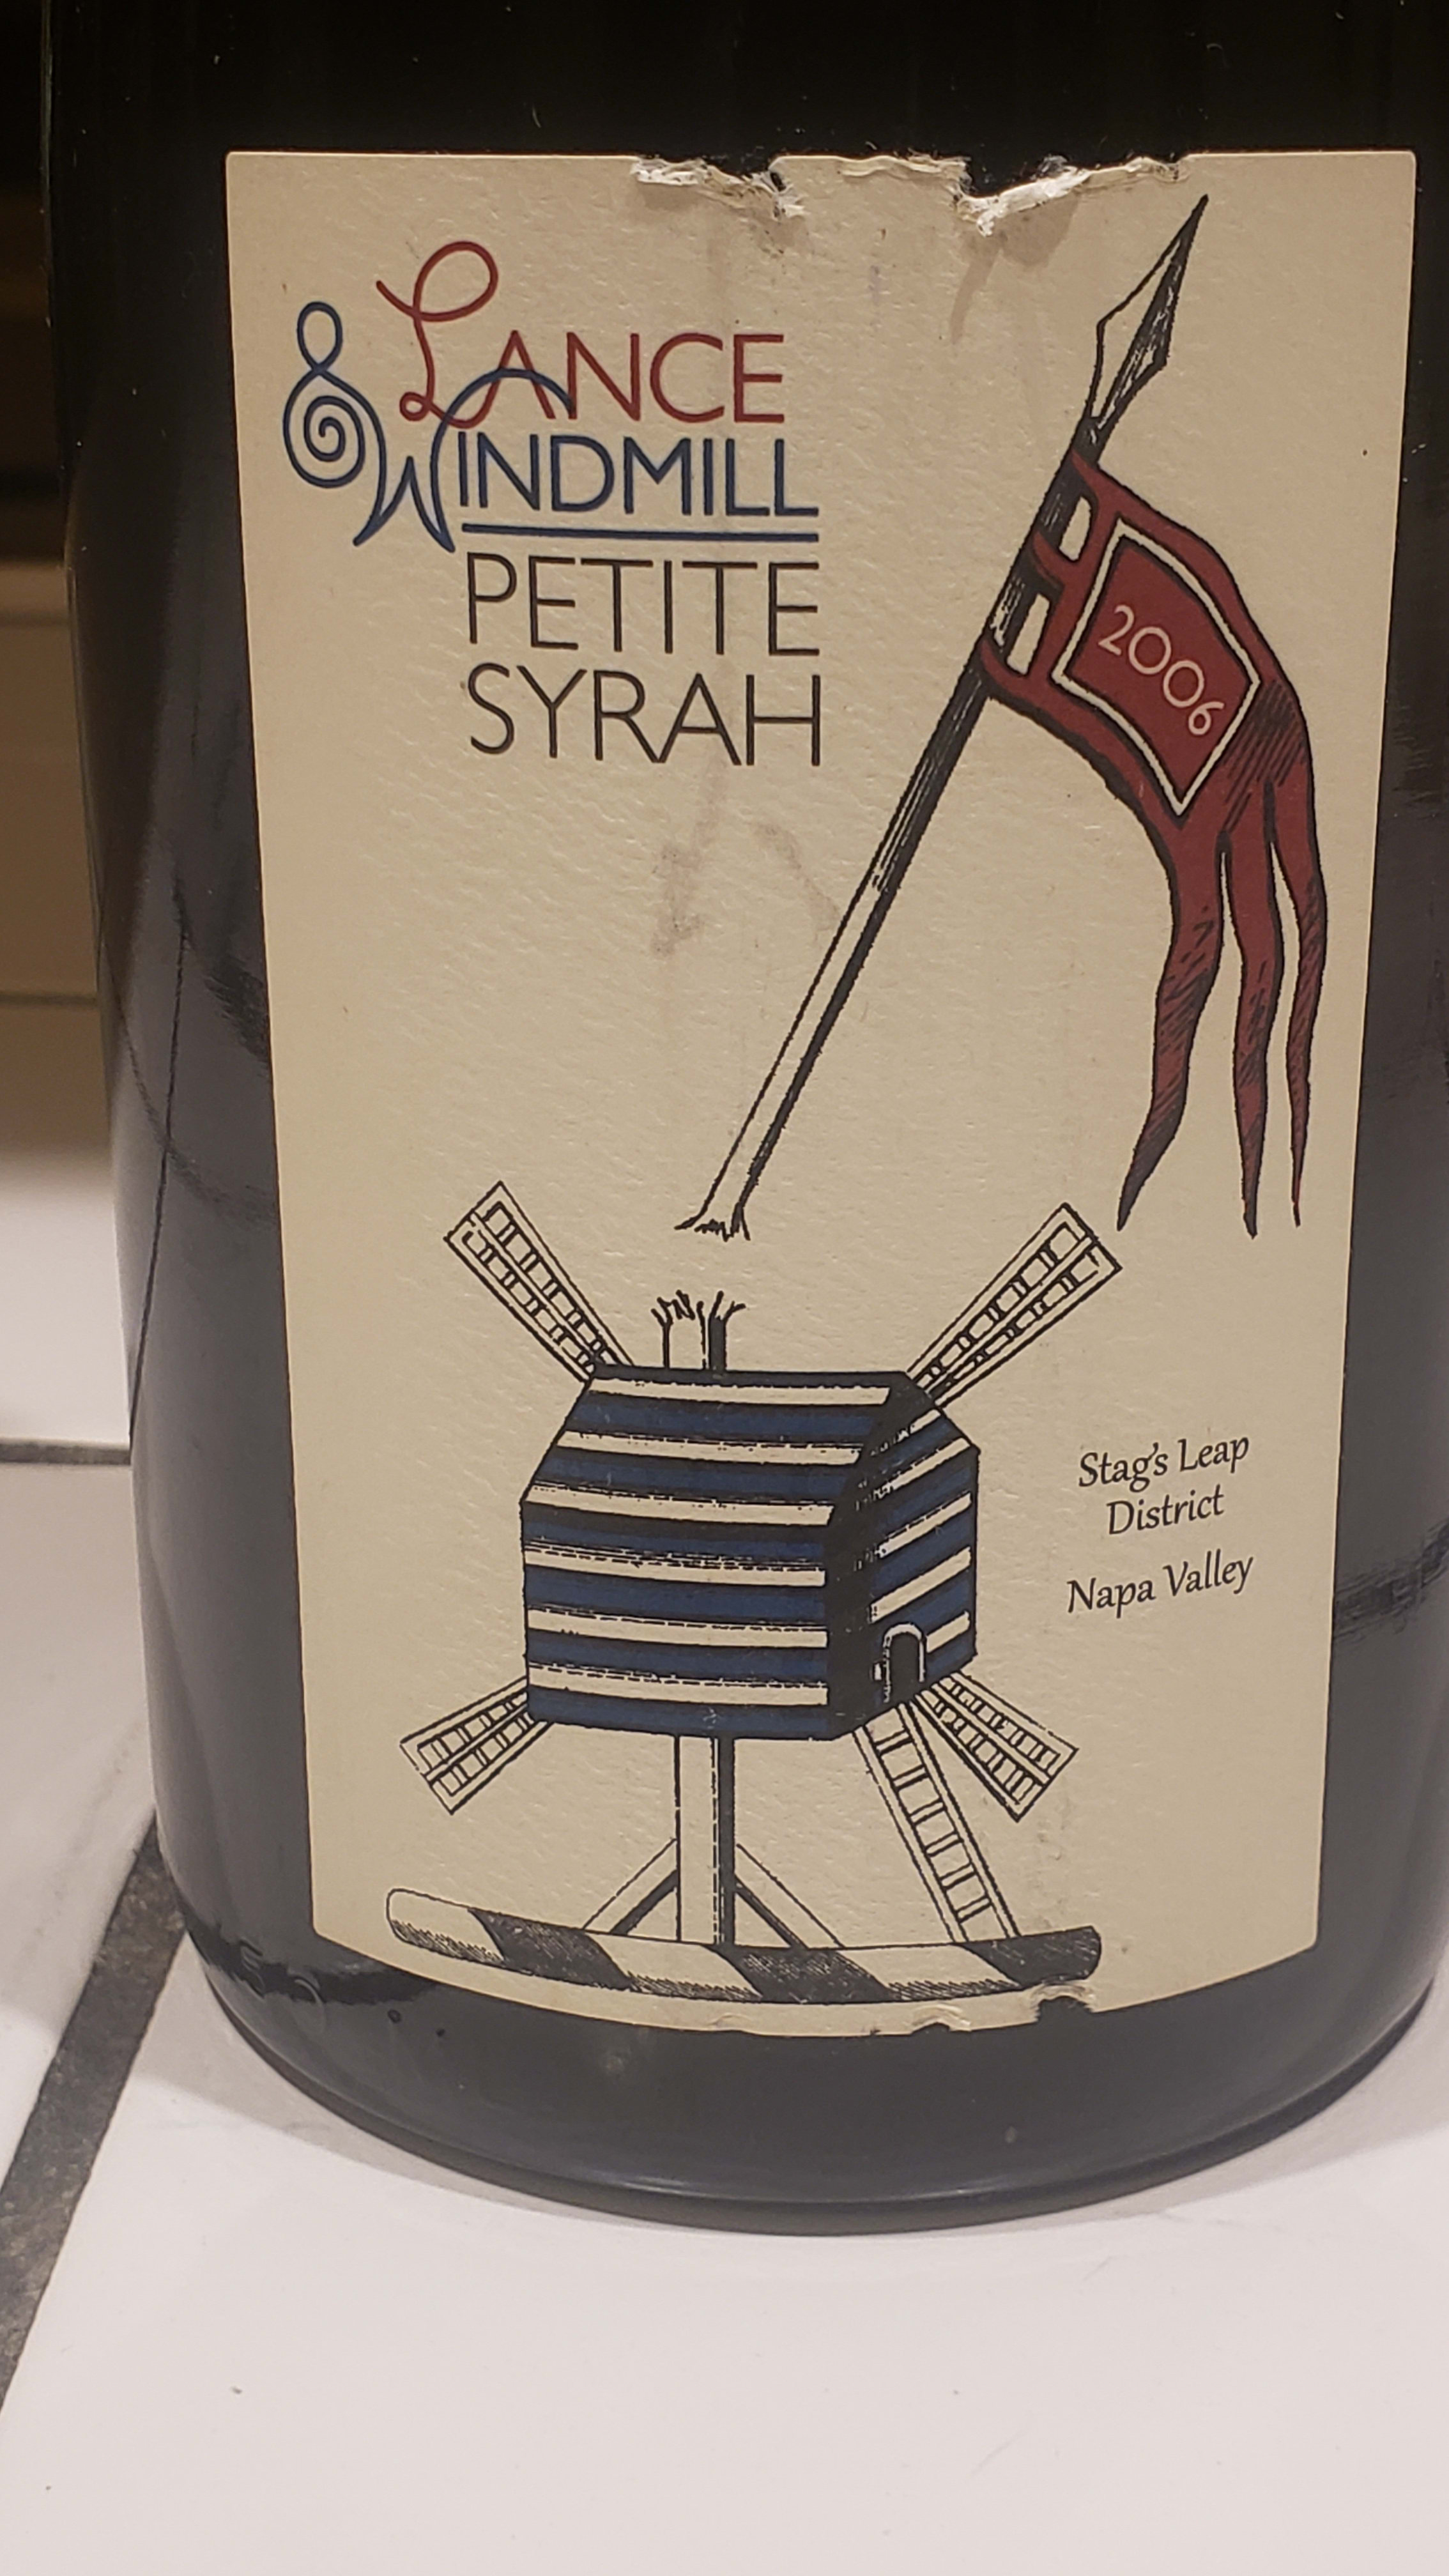 LANCE
& WINDMILL
PETITE
SYRAH
2006
Stag's Leap
District
Napa Valley